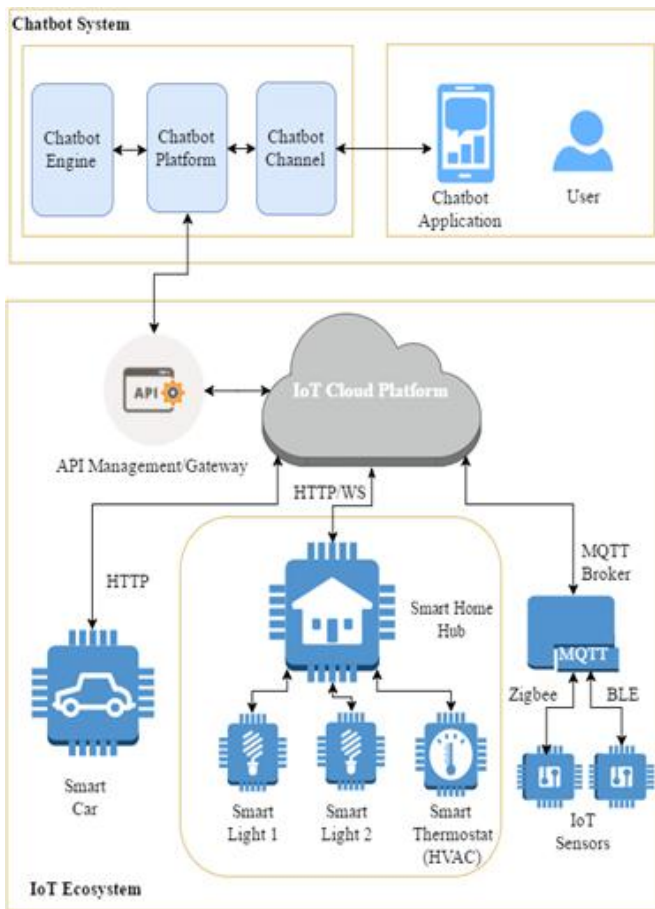 Chatbot System
Chatbot
Engine
Chatbot
Platform
Chatbot
Channel
Chatbot
Application
User
API
IoT Cloud Platform
API Management/Gateway
HTTP/WS
HTTP
MQTT
Broker
Smart Home
Hub
MQTT
Zigbee
BLE
Smart
Car
Smart
Light 1
Smart
Light 2
Smart
Thermostat
(HVAC)
IoT
Sensors
IoT Ecosystem